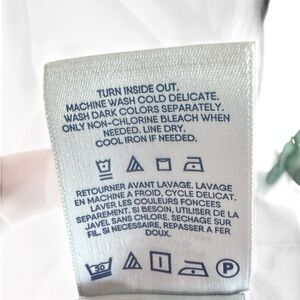 TURN INSIDE OUT.
MACHINE WASH COLD DELICATE.
WASH DARK COLORS SEPARATELY.
ONLY NON-CHLORINE BLEACH WHEN
NEEDED. LINE DRY.
COOL IRON IF NEEDED.
RETOURNER AVANT LAVAGE. LAVAGE
EN MACHINE A FROID, CYCLE DELICAT.
LAVER LES COULEURS FONCEES
SEPAREMENT. SI BESOIN, UTILISER DE LA
JAVEL SANS CHLORE. SECHAGE SUR
FIL. SI NECESSAIRE, REPASSER A FER
DOUX.
30 P